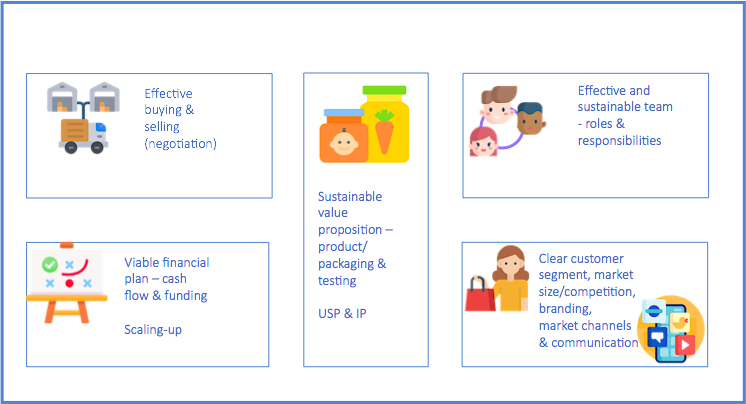 Effective
buying &
selling
(negotiation)
Sustainable
value
proposition –
product/
packaging &
testing
USP & IP
Effective and
sustainable team
- roles &
responsibilities
Viable financial
plan – cash
flow & funding
Scaling-up
Clear customer
segment, market
size/competition,
branding,
market channels
& communication